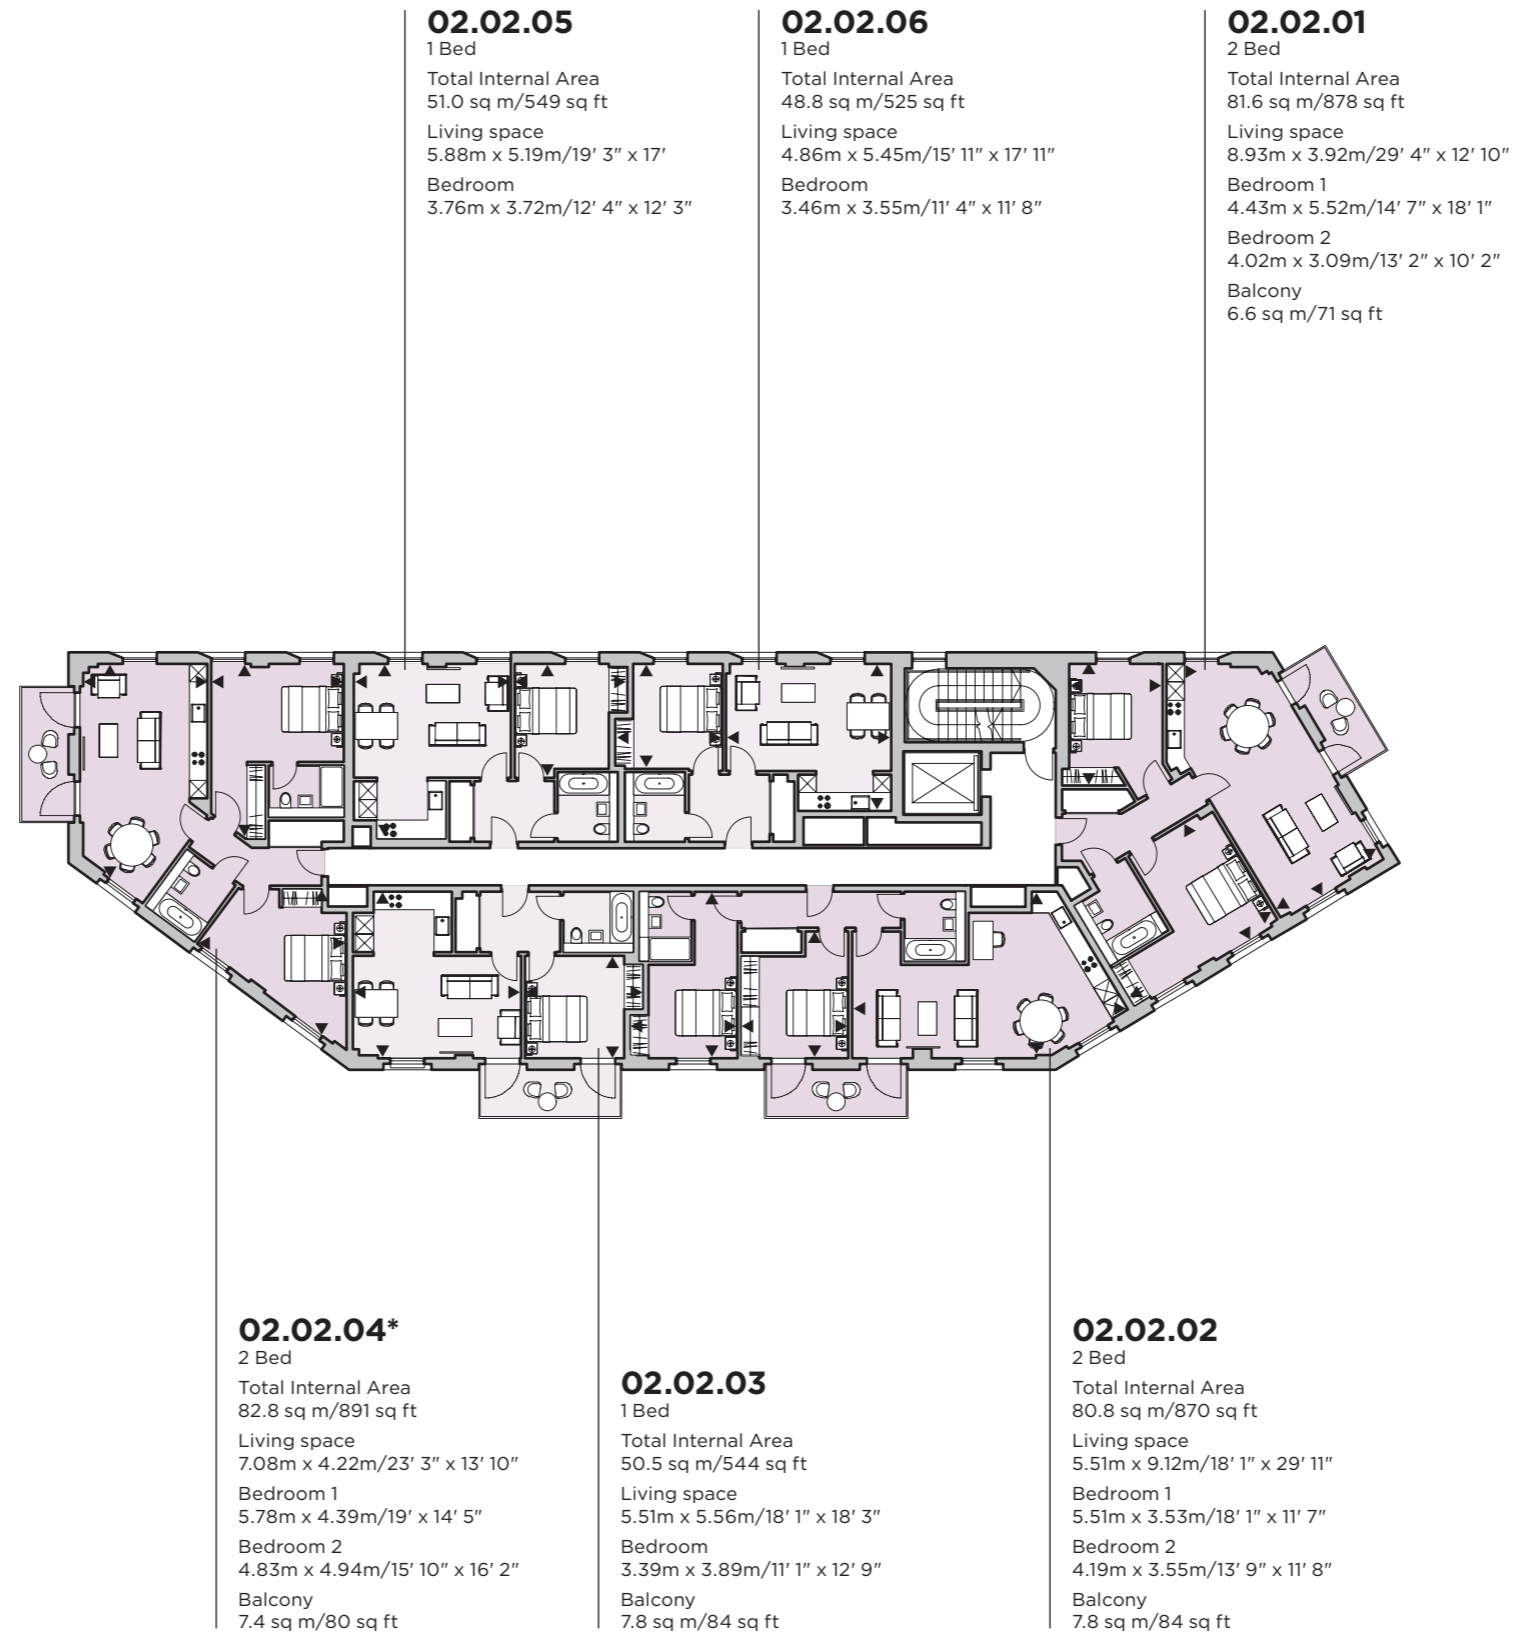 02.02.05
1 Bed
Total Internal Area
51.0 sq m/549 sq ft
Living space
5.88m x 5.19m/19' 3" x 17'
Bedroom
3.76m x 3.72m/12' 4" x 12' 3"
02.02.06
1 Bed
Total Internal Area
48.8 sq m/525 sq ft
Living space
4.86m x 5.45m/15' 11" x 17' 11"
Bedroom
3.46m x 3.55m/11' 4" x 11' 8"
02.02.01
2 Bed
Total Internal Area
81.6 sq m/878 sq ft
Living space
8.93m x 3.92m/29' 4" x 12' 10"
Bedroom 1
4.43m x 5.52m/14' 7" x 18' 1"
Bedroom 2
4.02m x 3.09m/13' 2" x 10' 2"
Balcony
6.6 sq m/71 sq ft
02.02.04*
2 Bed
Total Internal Area
82.8 sq m/891 sq ft
Living space
7.08m x 4.22m/23' 3" x 13' 10"
Bedroom 1
5.78m x 4.39m/19' x 14' 5"
Bedroom 2
4.83m x 4.94m/15' 10" x 16' 2"
Balcony
7.4 sq m/80 sq ft
02.02.03
1 Bed
Total Internal Area
50.5 sq m/544 sq ft
Living space
5.51m x 5.56m/18' 1" x 18' 3"
Bedroom
3.39m x 3.89m/11' 1" x 12' 9"
Balcony
7.8 sq m/84 sq ft
02.02.02
2 Bed
Total Internal Area
80.8 sq m/870 sq ft
Living space
5.51m x 9.12m/18' 1" x 29' 11"
Bedroom 1
5.51m x 3.53m/18' 1" x 11' 7"
Bedroom 2
4.19m x 3.55m/13' 9" x 11' 8"
Balcony
7.8 sq m/84 sq ft